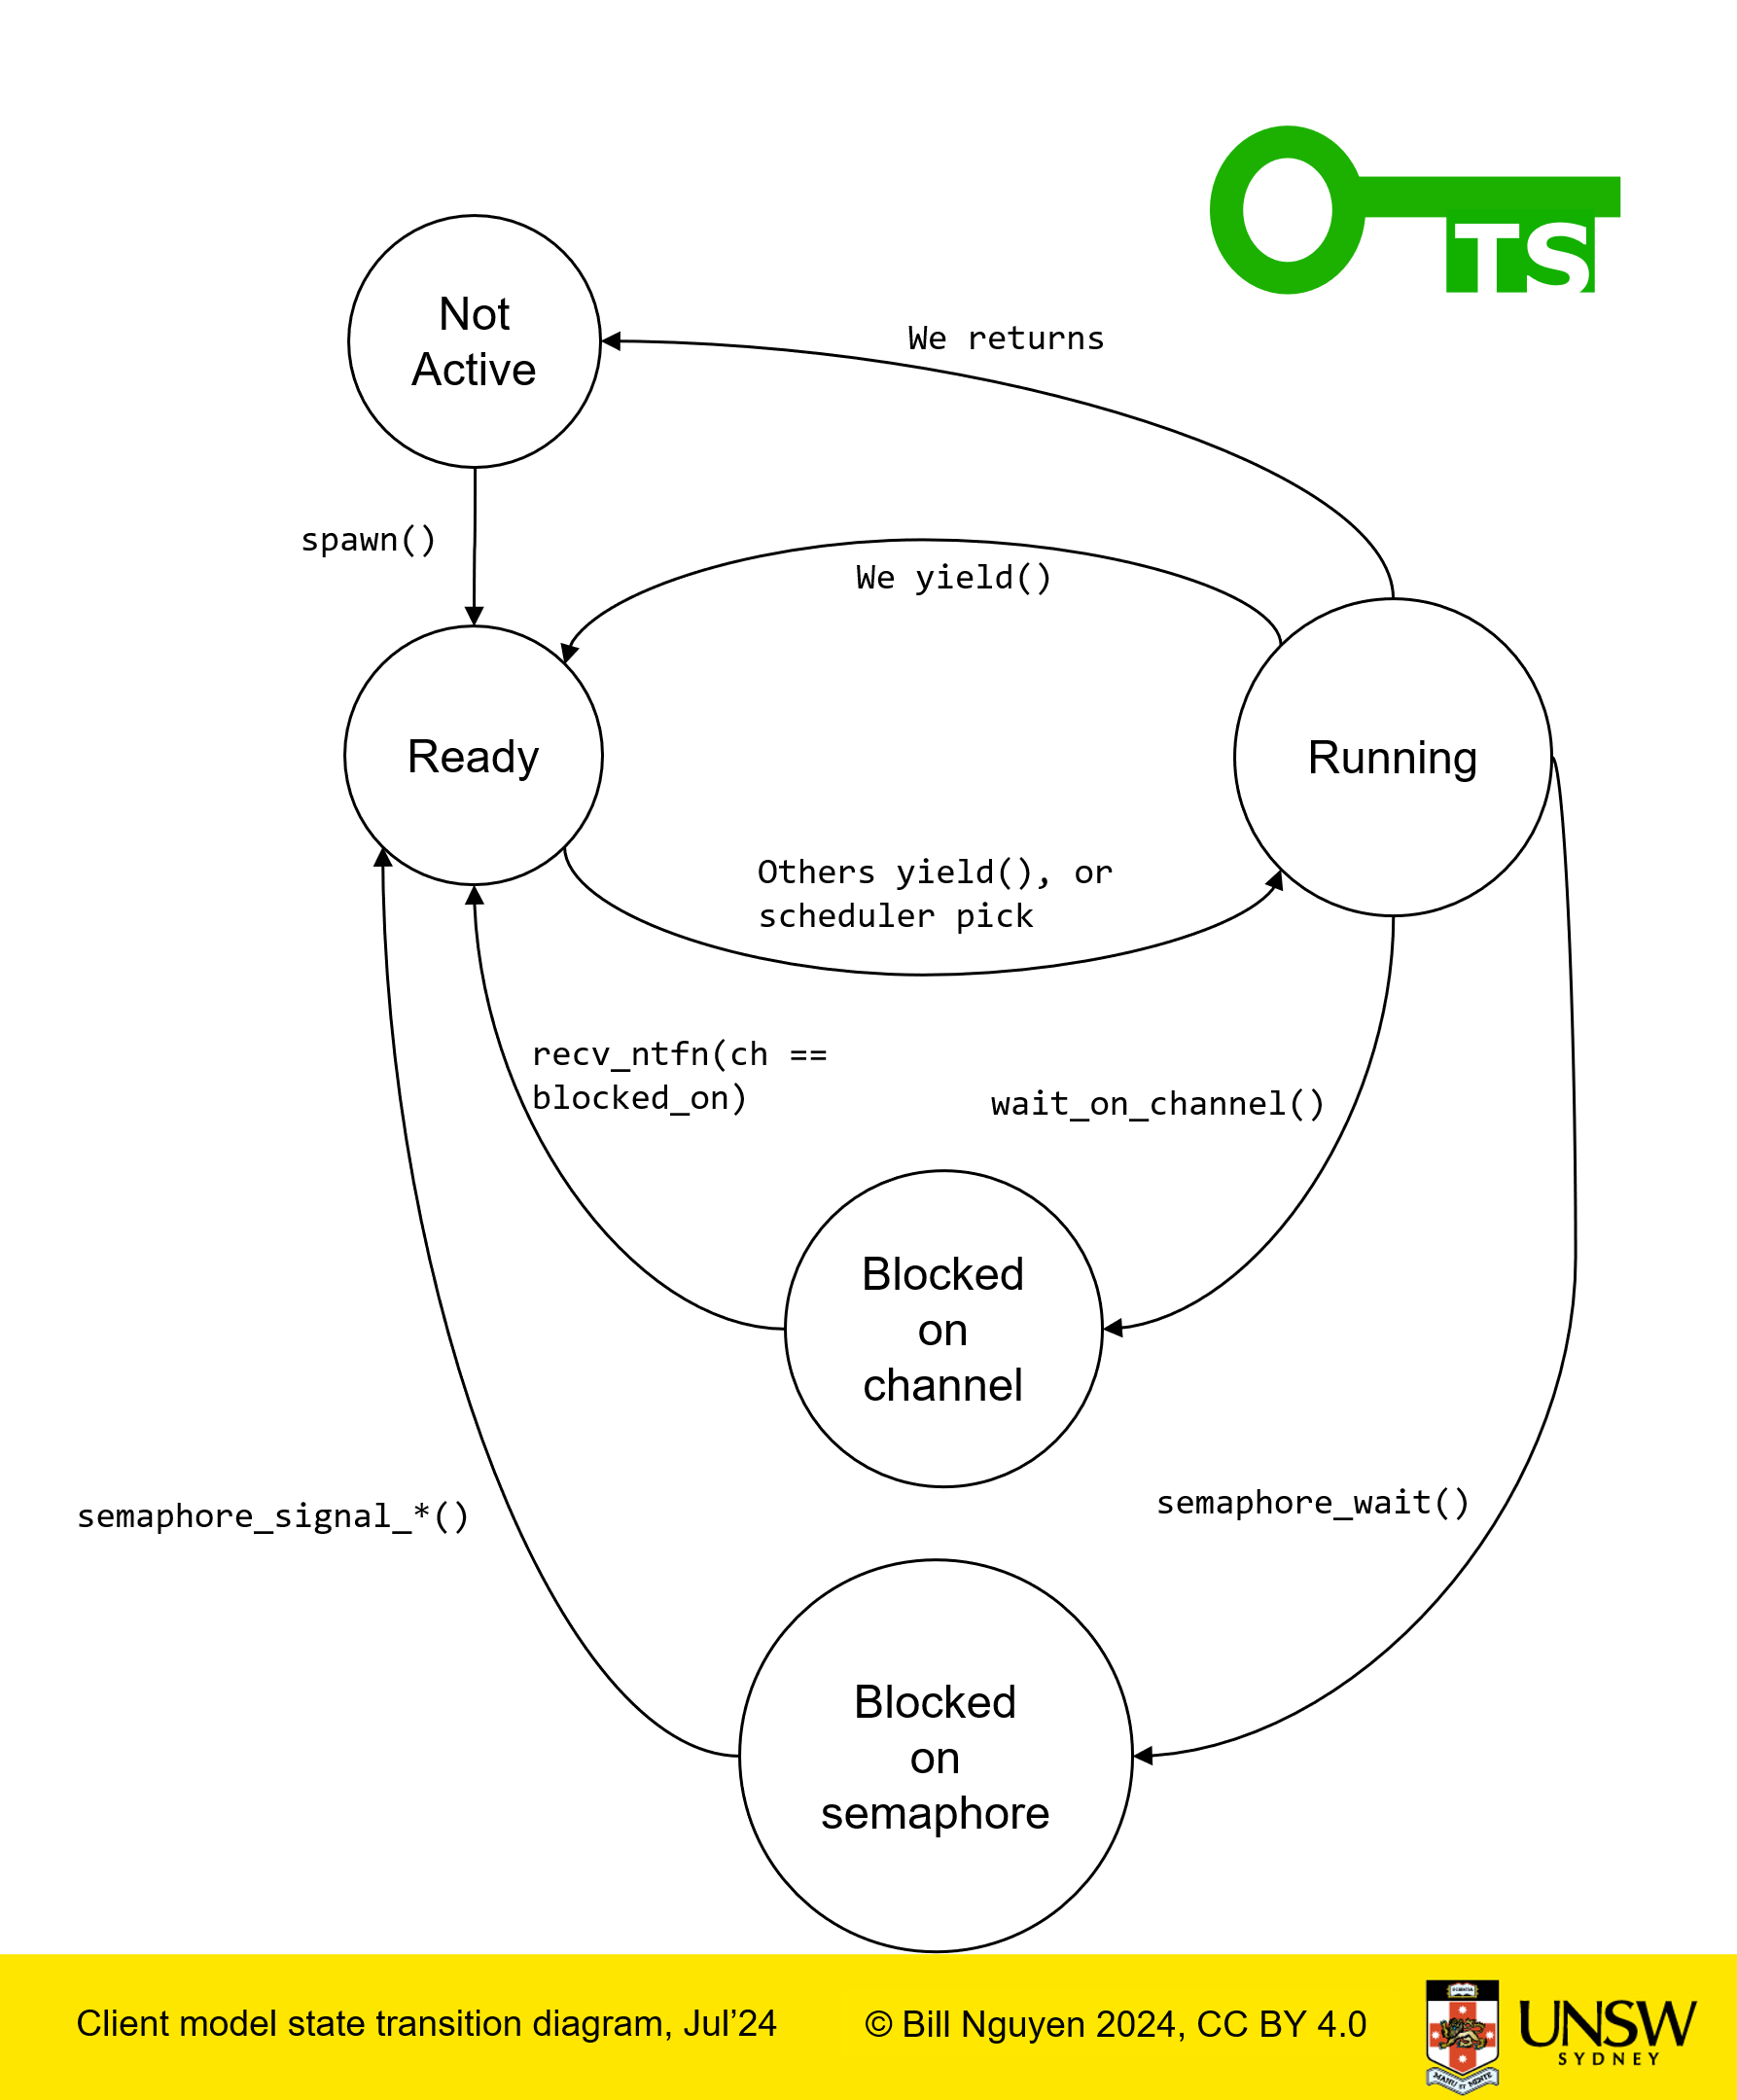 TS
Not
Active
We returns
spawn()
We yield()
Ready
Running
Others yield(), or
scheduler pick
recv_ntfn(ch ==
blocked_on)
wait_on_channel()
Blocked
on
channel
semaphore_signal_*()
semaphore_wait()
Blocked
on
semaphore
Client model state transition diagram, Jul’24
© Bill Nguyen 2024, CC BY 4.0
UNSW
SYDNEY